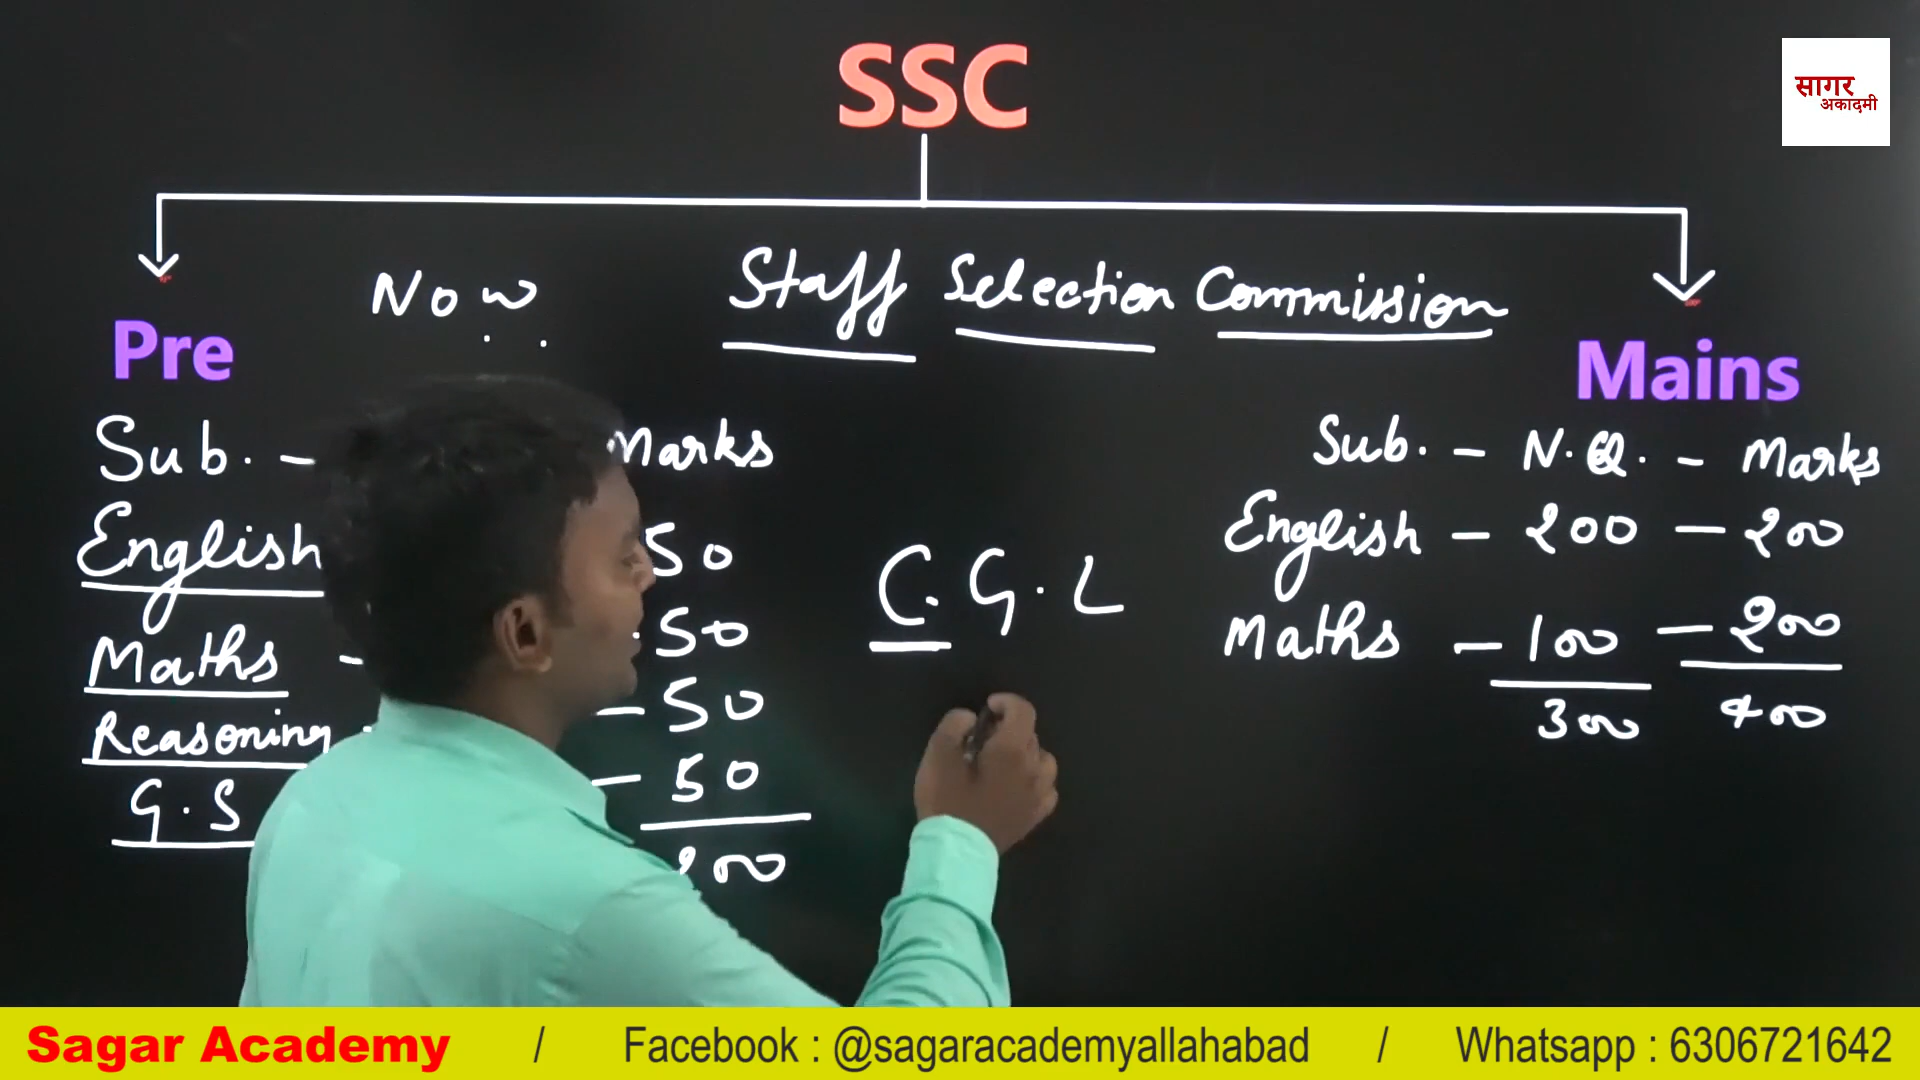 SSC
सागर
अकादमी
Now
Staff Selection Commission
Pre
Mains
Sub. - Marks
English 50
Maths - 50
Reasoning - 50
G.S - 50
200
C.G.L
Sub. - N.Q. - Marks
English - 200 - 200
Maths - 100 - 200
300 400
Sagar Academy / Facebook : @sagaracademyallahabad / Whatsapp : 6306721642